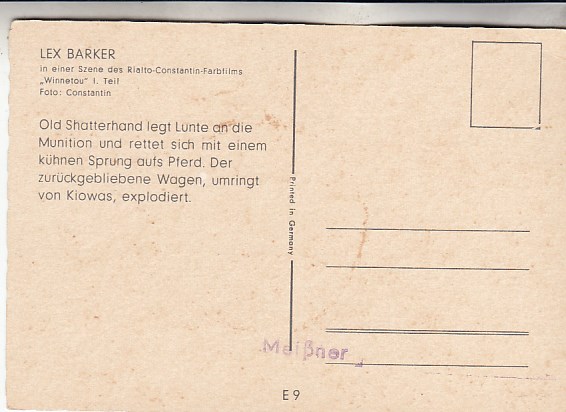 LEX BARKER
in einer Szene des Rialto-Constantin-Farbfilms
„Winnetou" I. Teil
Foto: Constantin
Old Shatterhand legt Lunte an die
Munition und rettet sich mit einem
kühnen Sprung aufs Pferd. Der
zurückgebliebene Wagen, umringt
von Kiowas, explodiert.
Printed in Germany
Meißner
E 9